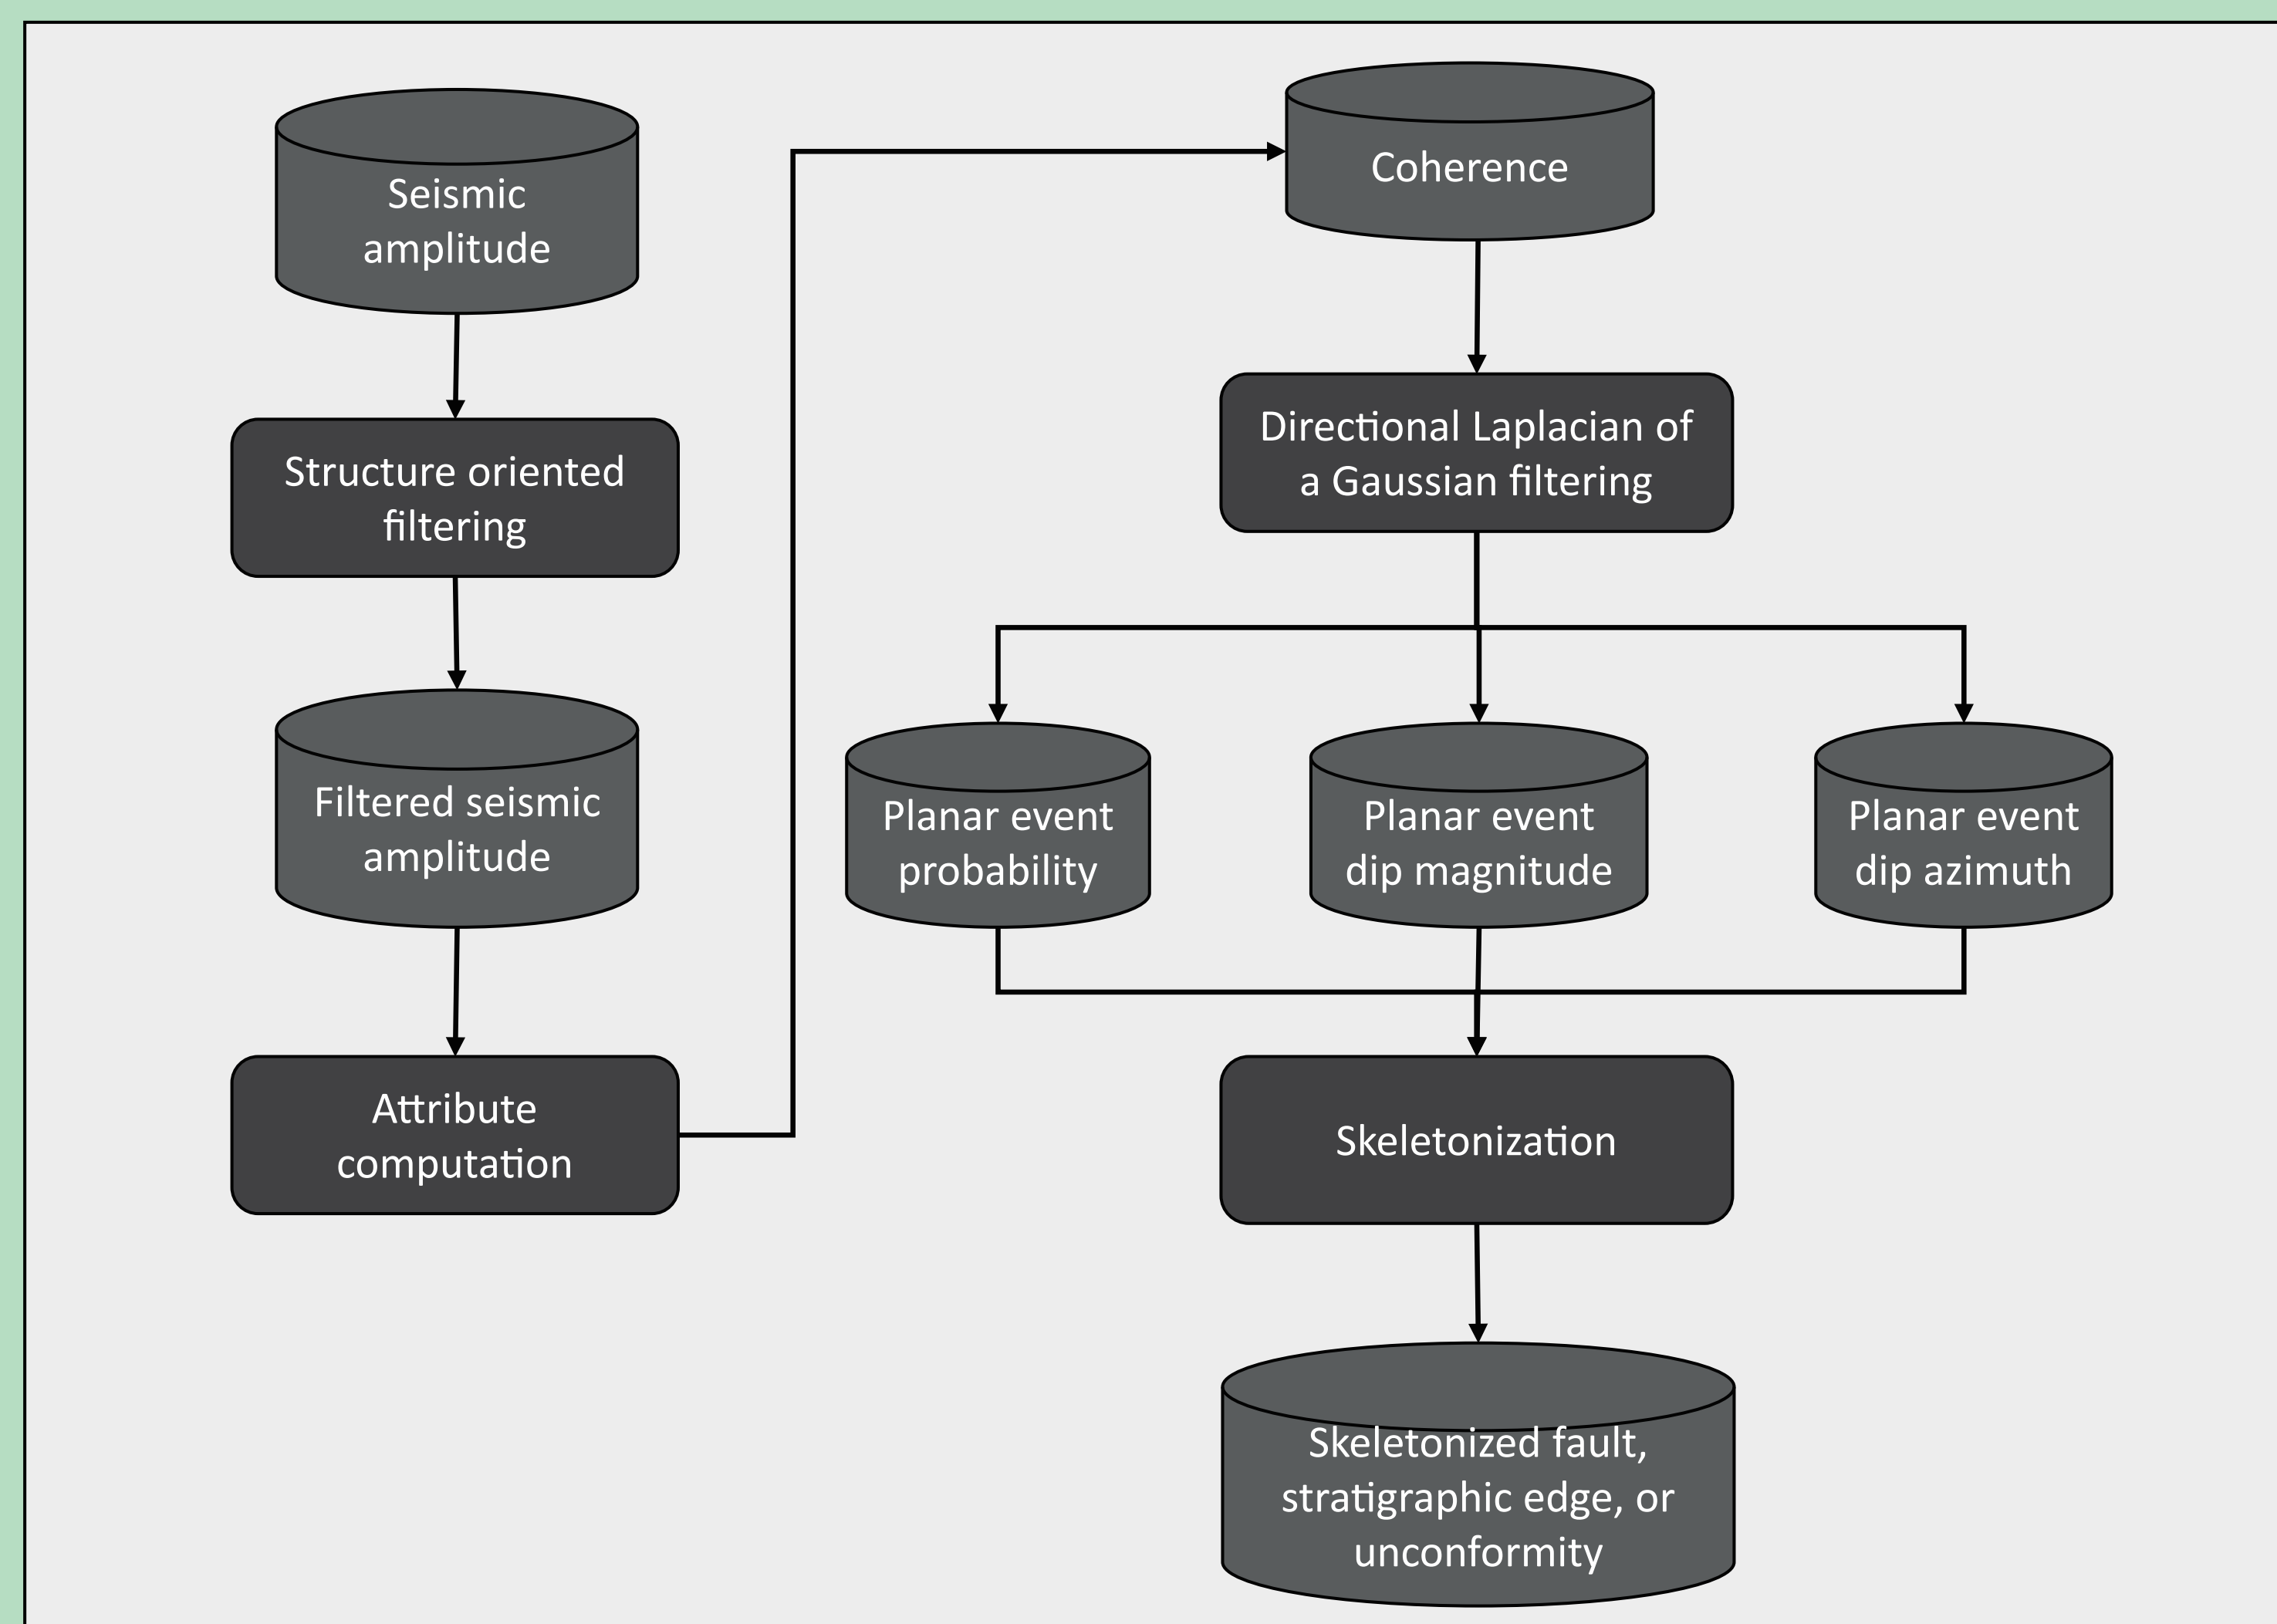 Seismic
amplitude
Structure oriented
filtering
Filtered seismic
amplitude
Attribute
computation
Coherence
Directional Laplacian of
a Gaussian filtering
Planar event
probability
Planar event
dip magnitude
Planar event
dip azimuth
Skeletonization
Skeletonized fault,
stratigraphic edge, or
unconformity